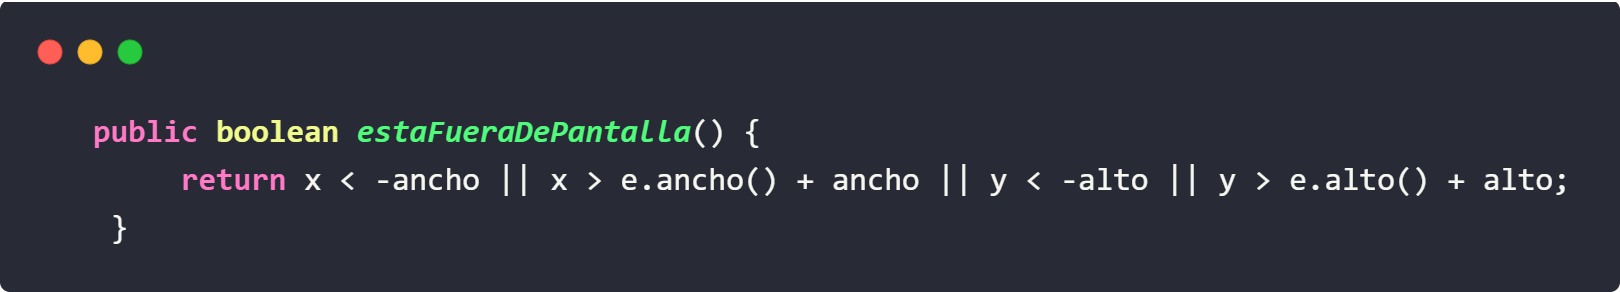 public boolean estaFueraDePantalla() {
return x < -ancho || x > e.ancho() + ancho || y < -alto || y > e.alto() + alto;
}